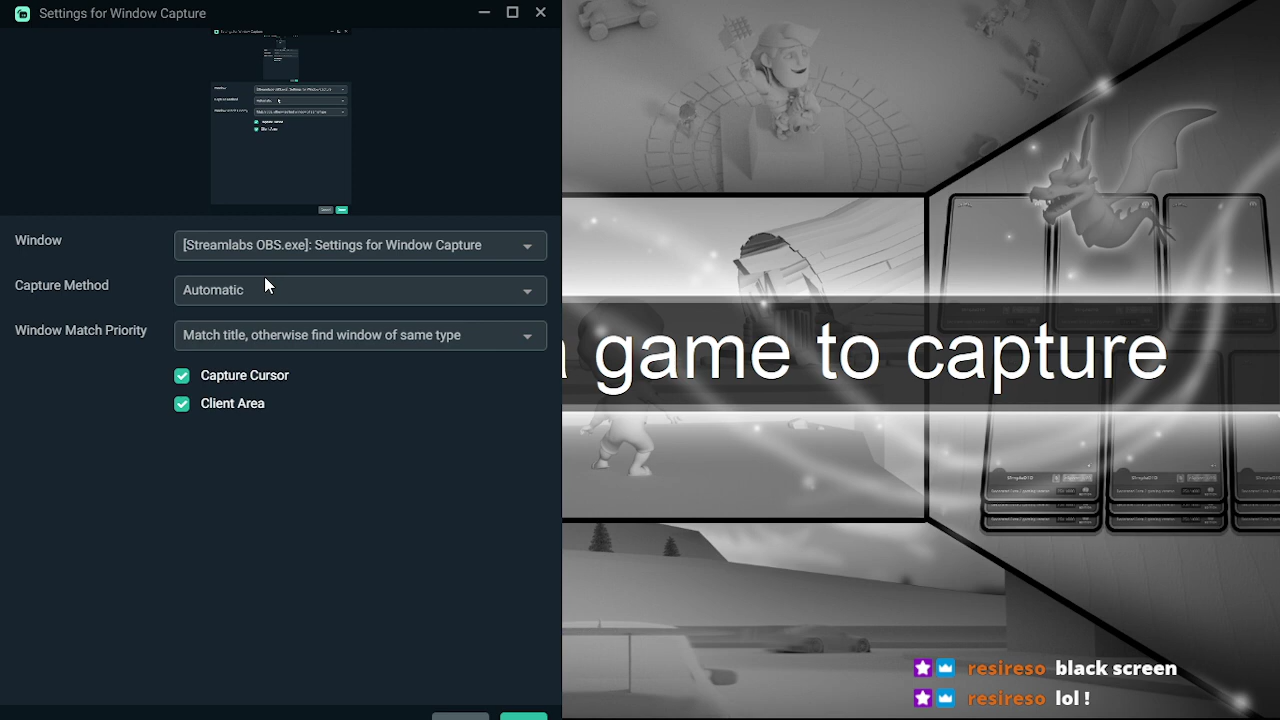 Settings for Window Capture
Window
[Streamlabs OBS.exe]: Settings for Window Capture
Capture Method
Automatic
Window Match Priority
Match title, otherwise find window of same type
Capture Cursor
Client Area
game to capture
resireso black screen
resireso lol !